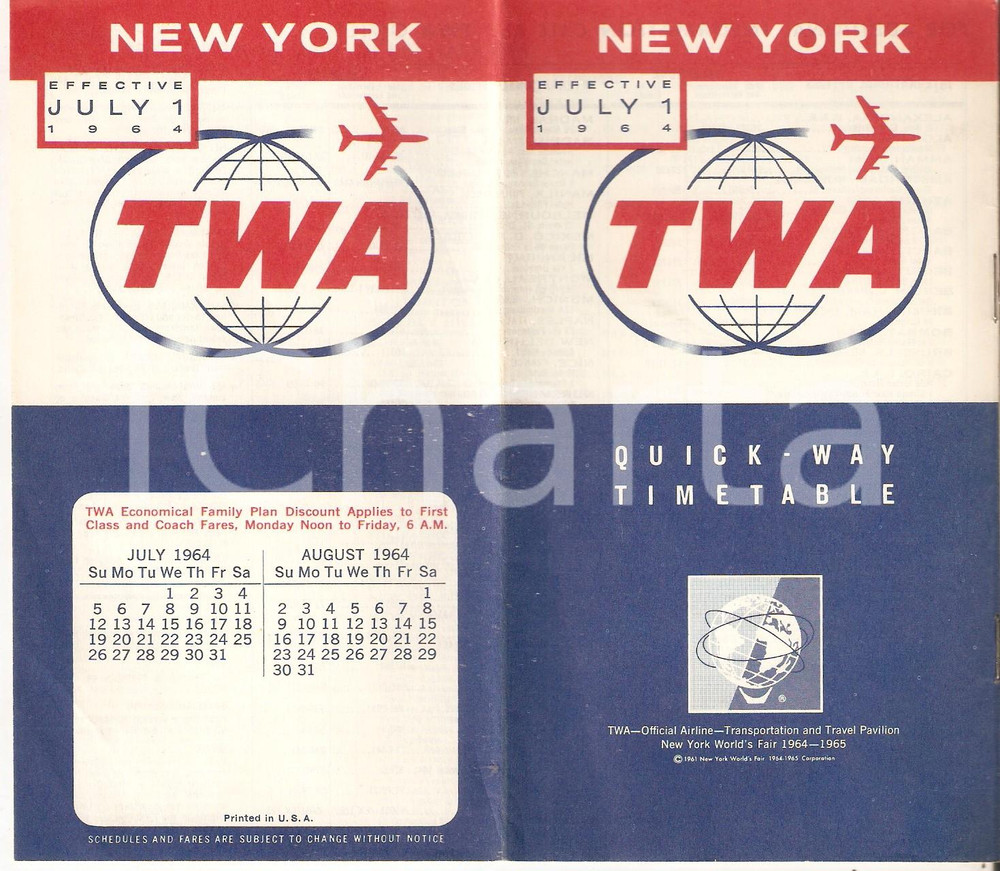 NEW YORK
EFFECTIVE
JULY 1
1964
TWA
TWA Economical Family Plan Discount Applies to First
Class and Coach Fares, Monday Noon to Friday, 6 A.M.
JULY 1964
Su Mo Tu We Th Fr Sa
1 2 3 4
5 6 7 8 9 10 11
12 13 14 15 16 17 18
19 20 21 22 23 24 25
26 27 28 29 30 31
AUGUST 1964
Su Mo Tu We Th Fr Sa
1
2 3 4 5 6 7 8
9 10 11 12 13 14 15
16 17 18 19 20 21 22
23 24 25 26 27 28 29
30 31
Printed in U.S.A.
SCHEDULES AND FARES ARE SUBJECT TO CHANGE WITHOUT NOTICE
NEW YORK
EFFECTIVE
JULY 1
1964
TWA
QUICK-WAY
TIMETABLE
®
TWA—Official Airline—Transportation and Travel Pavilion
New York World's Fair 1964—1965
© 1961 New York World's Fair 1964-1965 Corporation
iCharta